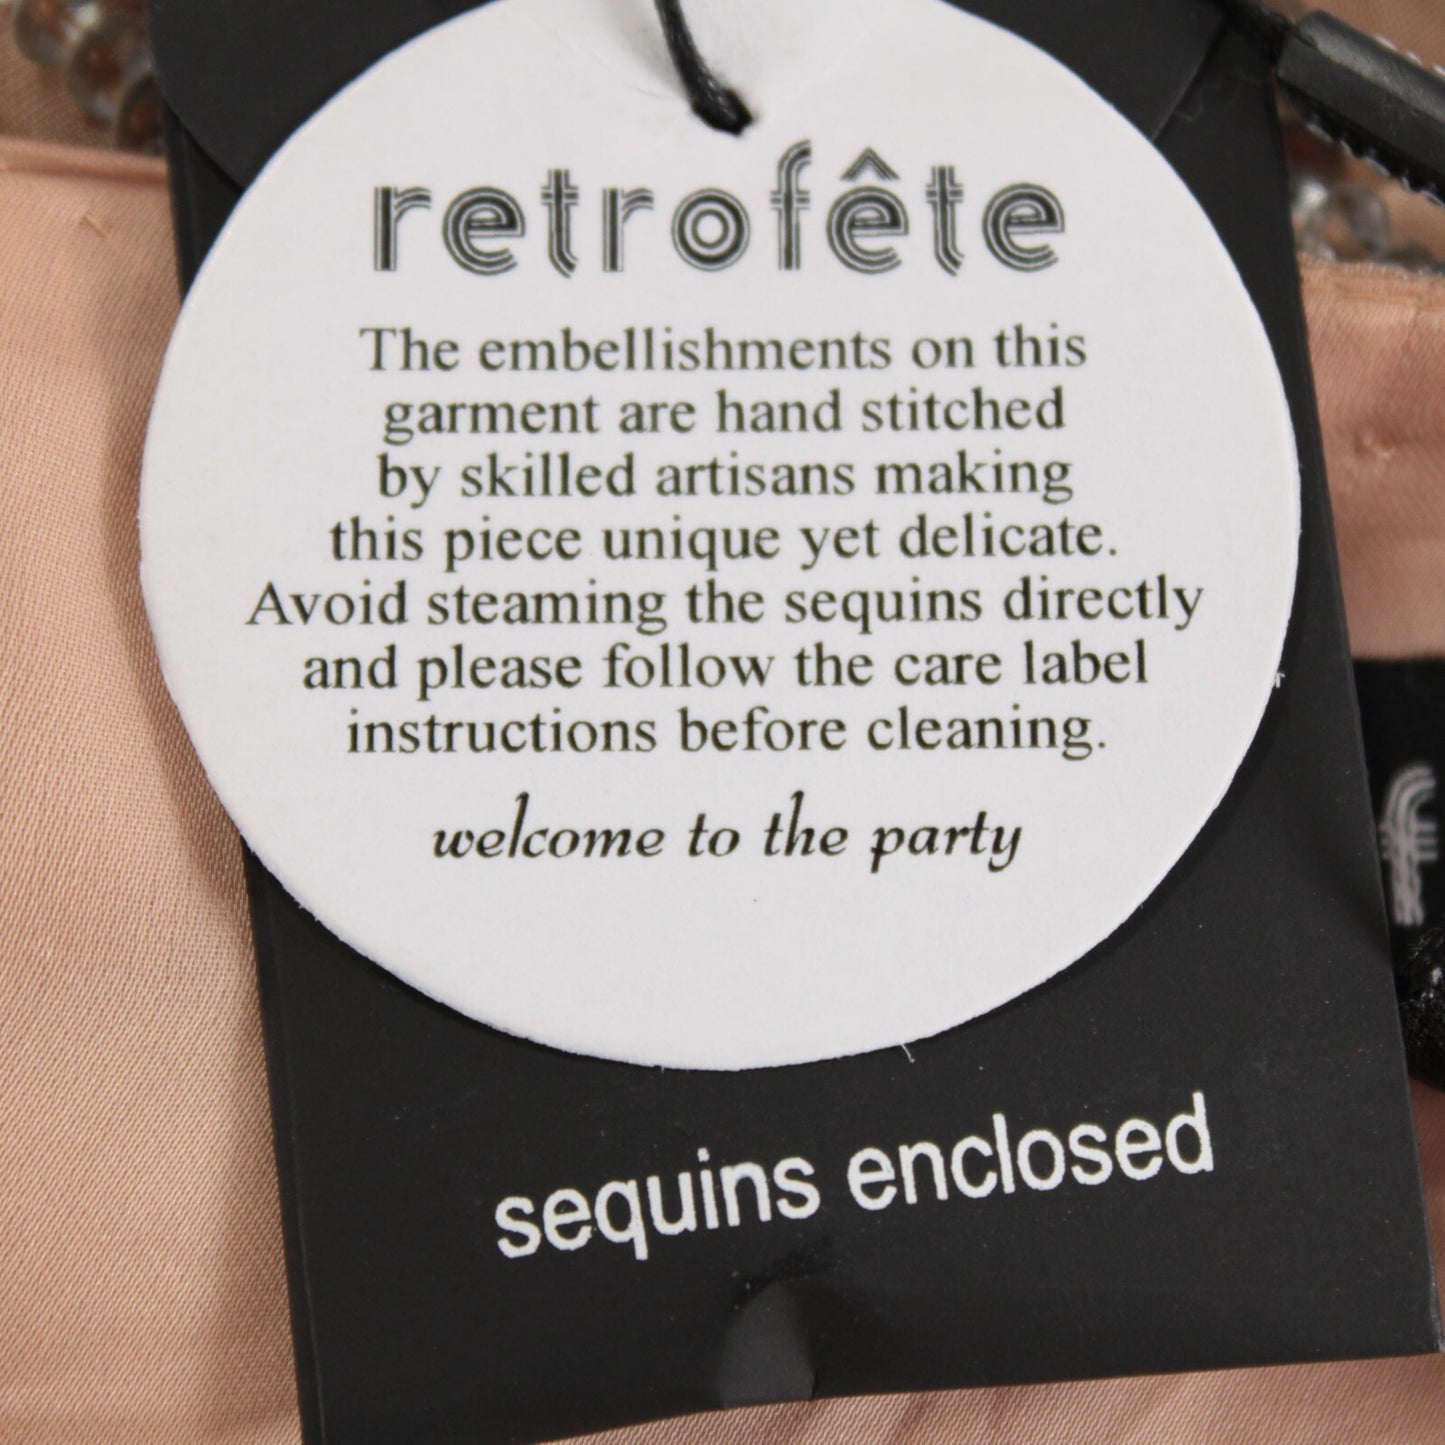 retrofête
The embellishments on this
garment are hand stitched
by skilled artisans making
this piece unique yet delicate.
Avoid steaming the sequins directly
and please follow the care label
instructions before cleaning.
welcome to the party
sequins enclosed